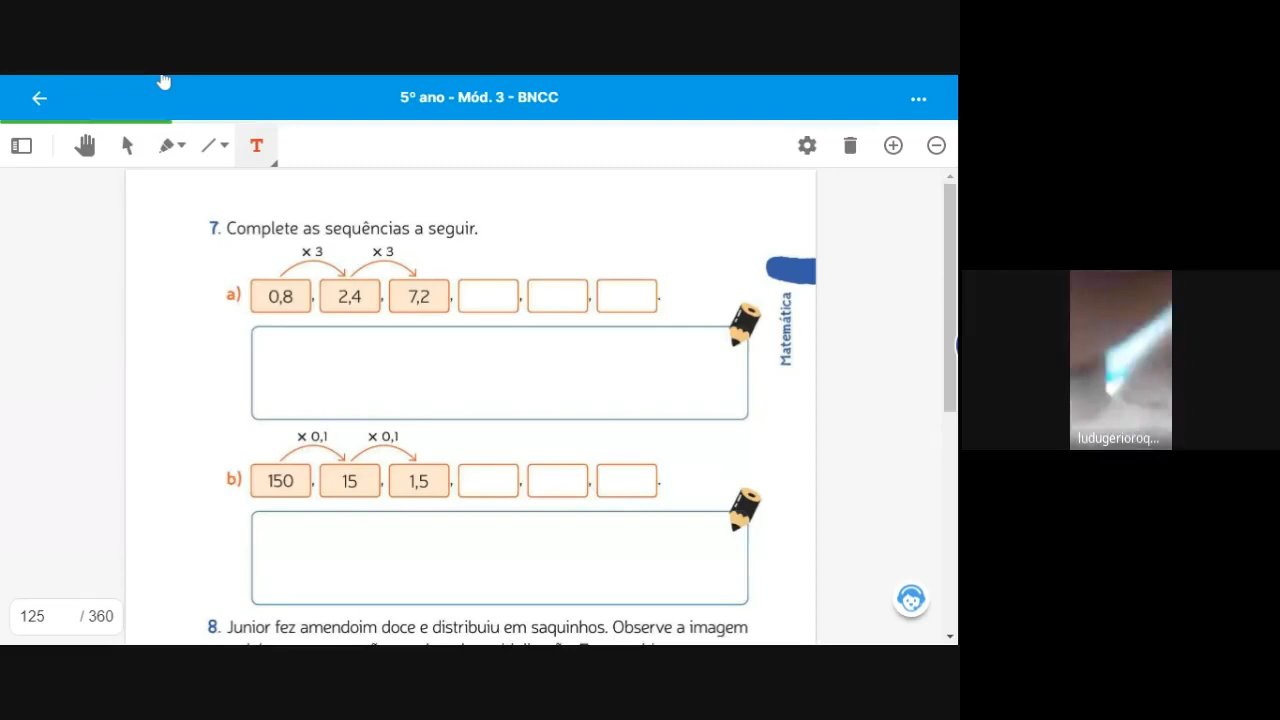 5º ano - Mód. 3 - BNCC
T
7. Complete as sequências a seguir.
× 3 × 3
a) 0,8, 2,4, 7,2, , , .
Matemática
× 0,1 × 0,1
b) 150, 15, 1,5, , , .
8. Junior fez amendoim doce e distribuiu em saquinhos. Observe a imagem
125 / 360
ludugerioroq...